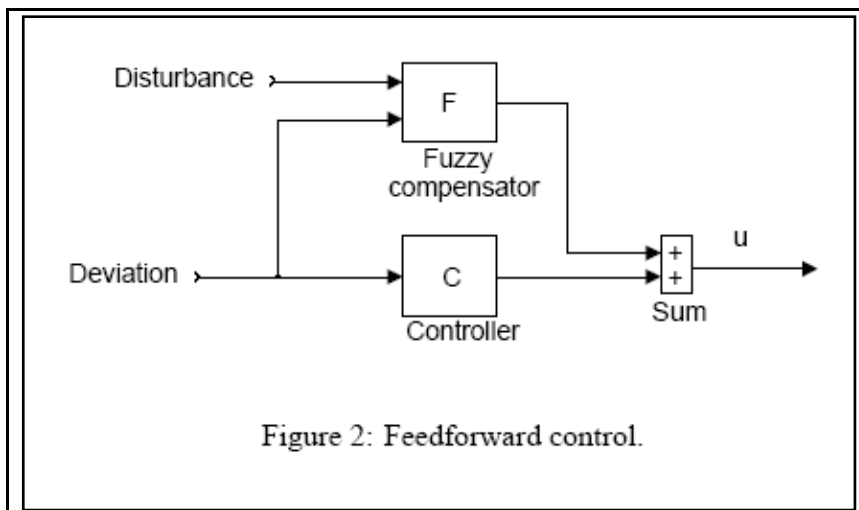 Disturbance
F
Fuzzy
compensator
Deviation
C
Controller
+
+
Sum
u
Figure 2: Feedforward control.